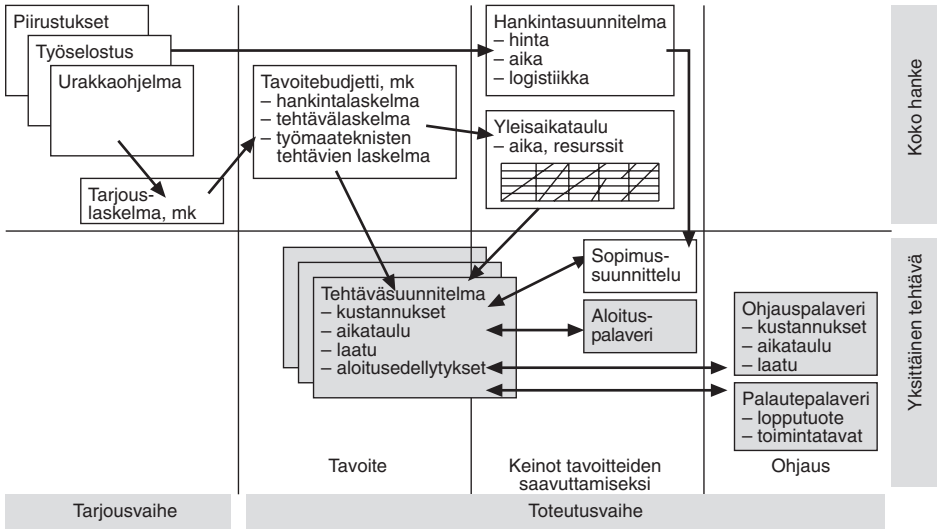 Piirustukset
Työselostus
Urakkaohjelma
Tarjous-
laskelma, mk
Tavoitebudjetti, mk
– hankintalaskelma
– tehtävälaskelma
– työmaateknisten
tehtävien laskelma
Hankintasuunnitelma
– hinta
– aika
– logistiikka
Yleisaikataulu
– aika, resurssit
Koko hanke
Tehtäväsuunnitelma
– kustannukset
– aikataulu
– laatu
– aloitusedellytykset
Sopimus-
suunnittelu
Aloitus-
palaveri
Ohjauspalaveri
– kustannukset
– aikataulu
– laatu
Palautepalaveri
– lopputuote
– toimintatavat
Yksittäinen tehtävä
Tavoite
Keinot tavoitteiden
saavuttamiseksi
Ohjaus
Tarjousvaihe
Toteutusvaihe